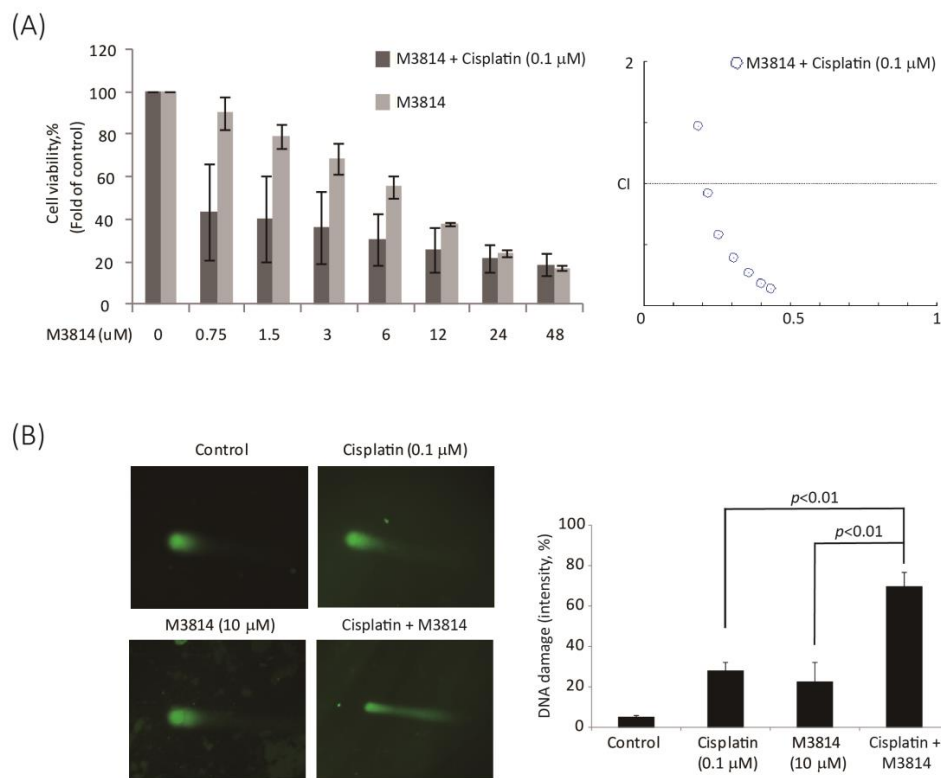 (A)
120
100
80
60
40
20
0
Cell viability,%
(Fold of control)
M3814 + Cisplatin (0.1 μM)
M3814
M3814 (uM) 0 0.75 1.5 3 6 12 24 48
2
CI
M3814 + Cisplatin (0.1 μM)
0 0.5 1
(B)
Control
Cisplatin (0.1 μM)
M3814 (10 μM)
Cisplatin + M3814
DNA damage (intensity, %)
100
80
60
40
20
0
p<0.01
p<0.01
Control
Cisplatin
(0.1 μM)
M3814
(10 μM)
Cisplatin +
M3814